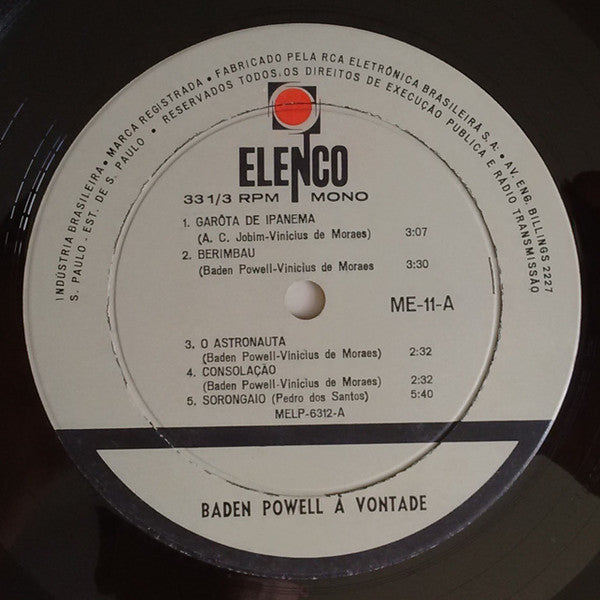 INDÚSTRIA BRASILEIRA • MARCA REGISTRADA • FABRICADO PELA RCA ELETRÔNICA BRASILEIRA S.A. • AV. ENG. BILLINGS 2227
S. PAULO - EST. DE S. PAULO • RESERVADOS TODOS OS DIREITOS DE EXECUÇÃO PUBLICA E RÁDIO TRANSMISSÃO
ELENCO
33 1/3 RPM MONO
1. GARÔTA DE IPANEMA
(A. C. Jobim-Vinicius de Moraes) 3:07
2. BERIMBAU
(Baden Powell-Vinicius de Moraes 3:30
ME-11-A
3. O ASTRONAUTA
(Baden Powell-Vinicius de Moraes) 2:32
4. CONSOLAÇÃO
(Baden Powell-Vinicius de Moraes) 2:32
5. SORONGAIO (Pedro dos Santos) 5:40
MELP-6312-A
BADEN POWELL À VONTADE